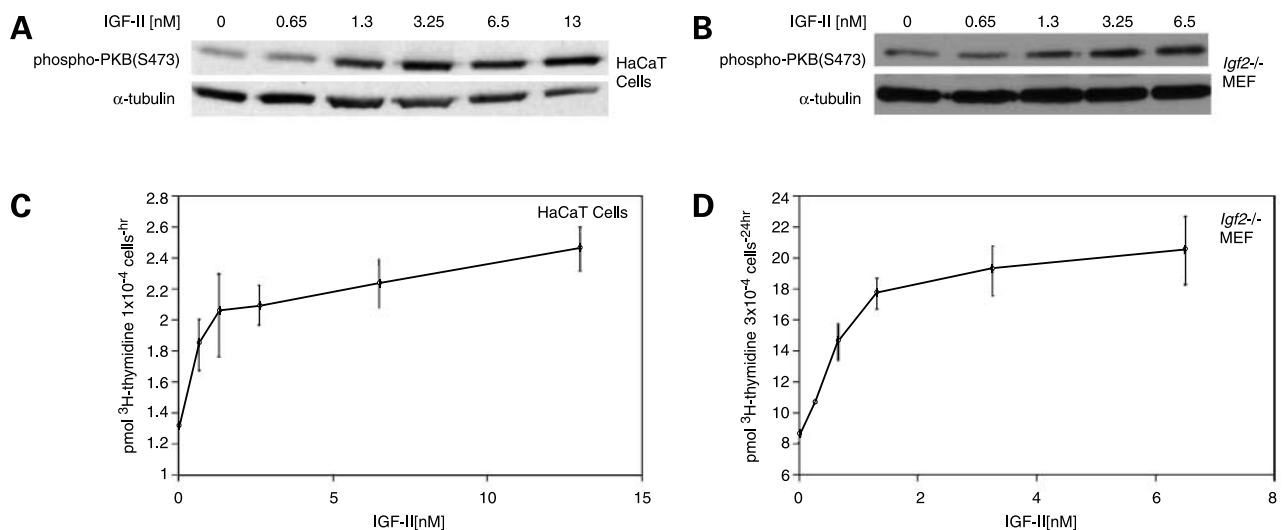 A
IGF-II [nM] 0 0.65 1.3 3.25 6.5 13
phospho-PKB(S473)
α-tubulin
HaCaT
Cells
B
IGF-II [nM] 0 0.65 1.3 3.25 6.5
phospho-PKB(S473)
α-tubulin
Igf2-/-
MEF
C
HaCaT Cells
pmol ³H-thymidine 1x10⁻⁴ cells⁻ʰʳ
2.8
2.6
2.4
2.2
2
1.8
1.6
1.4
1.2
1
0 5 10 15
IGF-II[nM]
D
Igf2-/-
MEF
pmol ³H-thymidine 3x10⁻⁴ cells⁻²⁴ʰʳ
24
22
20
18
16
14
12
10
8
6
0 2 4 6 8
IGF-II[nM]